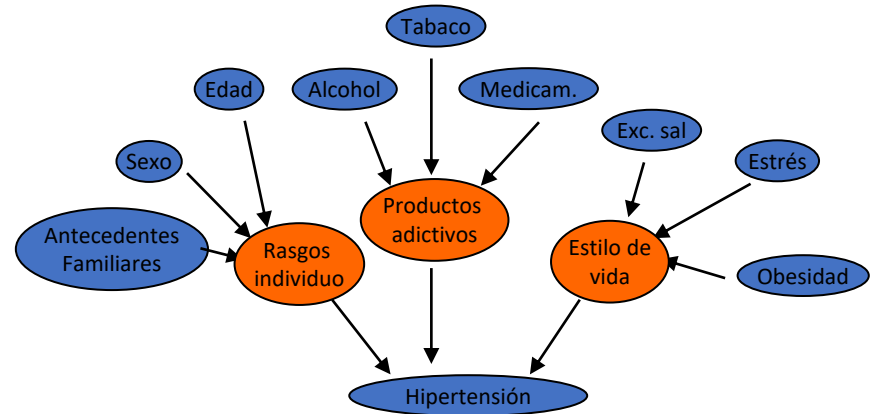 Tabaco
Edad
Alcohol
Medicam.
Exc. sal
Sexo
Estrés
Antecedentes
Familiares
Rasgos
individuo
Productos
adictivos
Estilo de
vida
Obesidad
Hipertensión